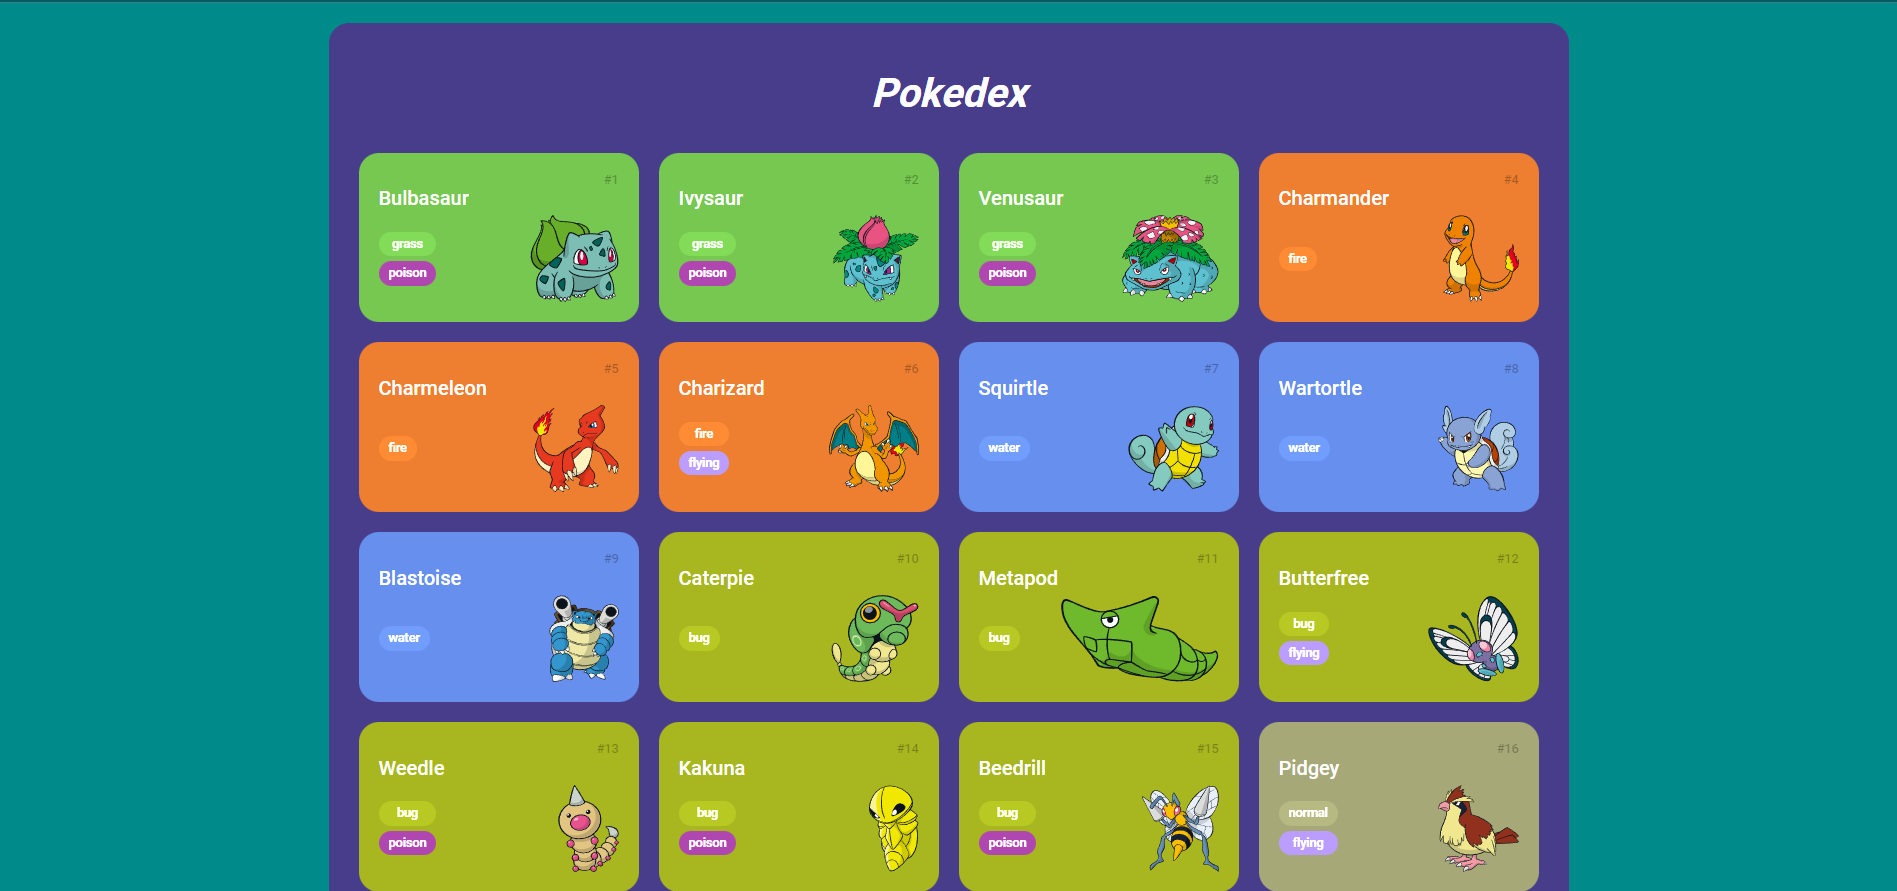 Pokedex
#1
Bulbasaur
grass
poison
#2
Ivysaur
grass
poison
#3
Venusaur
grass
poison
#4
Charmander
fire
#5
Charmeleon
fire
#6
Charizard
fire
flying
#7
Squirtle
water
#8
Wartortle
water
#9
Blastoise
water
#10
Caterpie
bug
#11
Metapod
bug
#12
Butterfree
bug
flying
#13
Weedle
bug
poison
#14
Kakuna
bug
poison
#15
Beedrill
bug
poison
#16
Pidgey
normal
flying